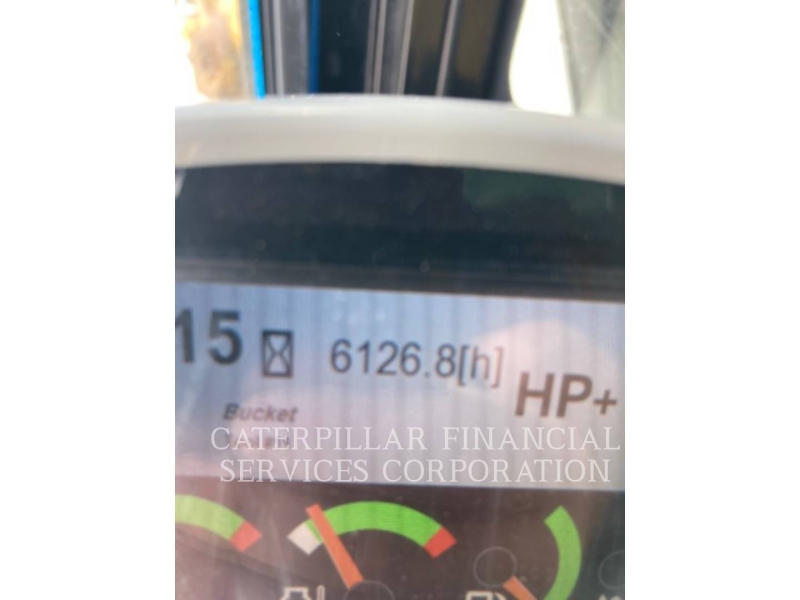 15 6126.8[h] HP+
Bucket
CATERPILLAR FINANCIAL
SERVICES CORPORATION